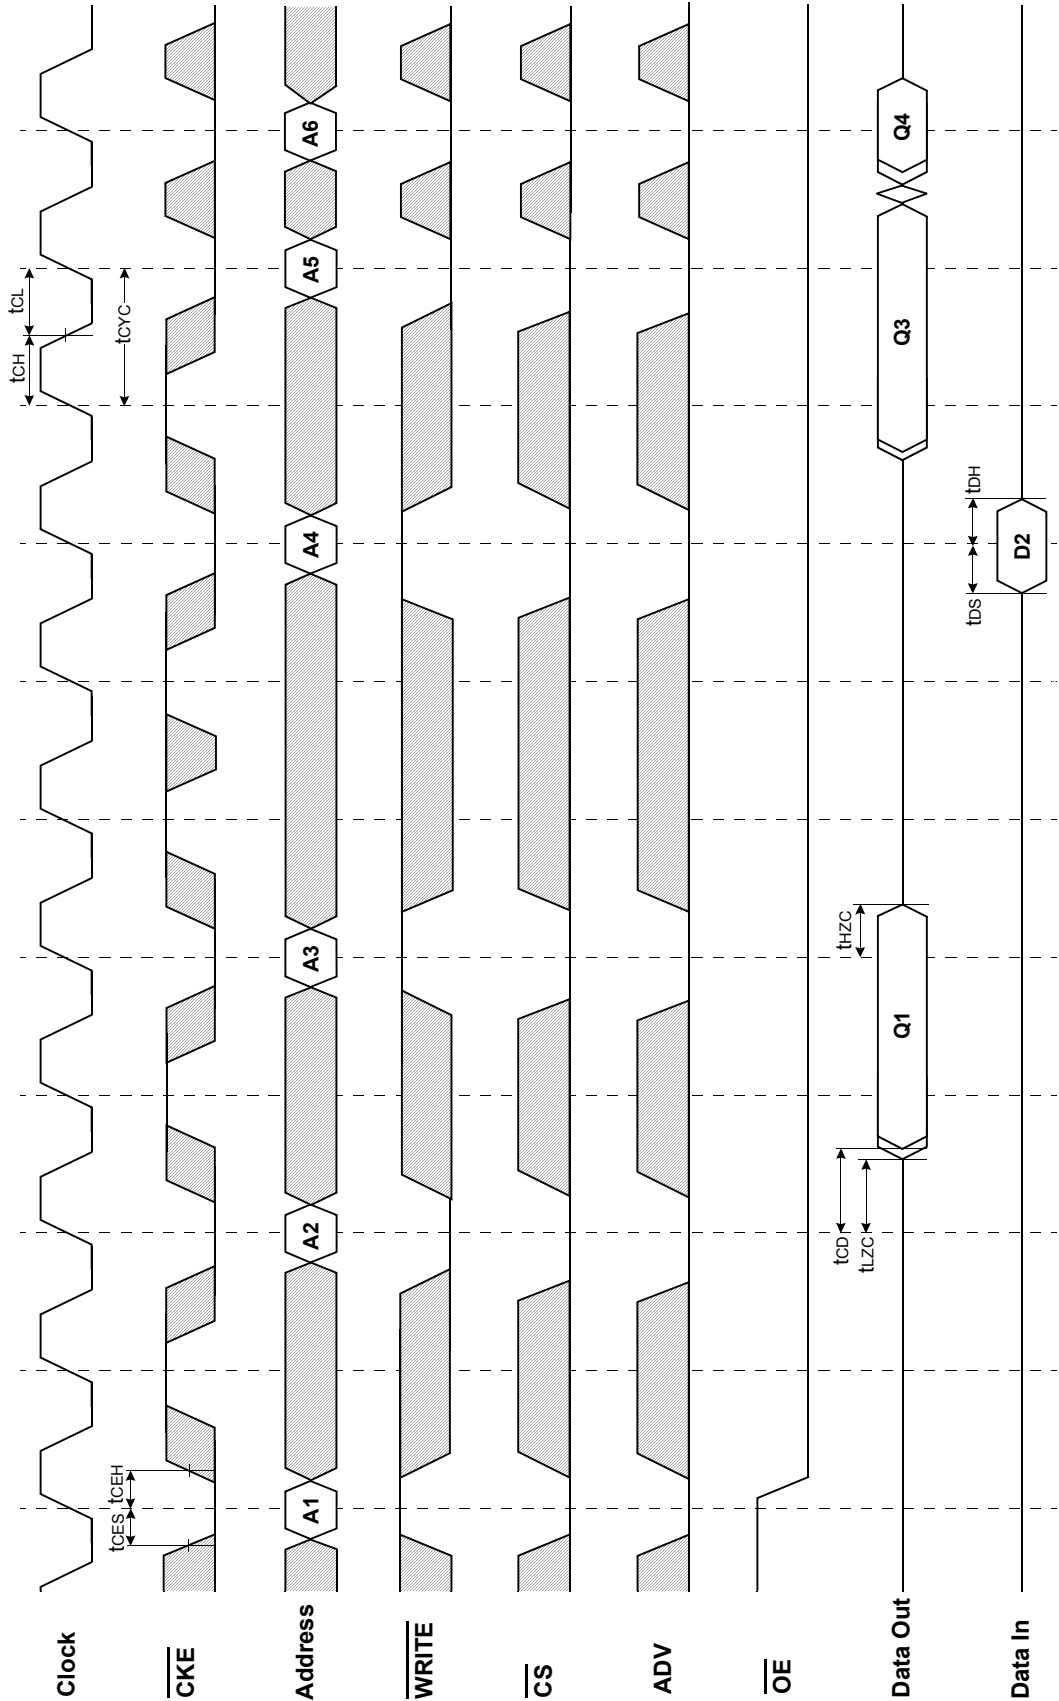 Clock
tCH
tCL
tCES
tCEH
tCYC
CKE
Address
A1
A2
A3
A4
A5
A6
WRITE
CS
ADV
OE
tCD
tLZC
tHZC
Data Out
Q1
Q3
Q4
tDS
tDH
Data In
D2